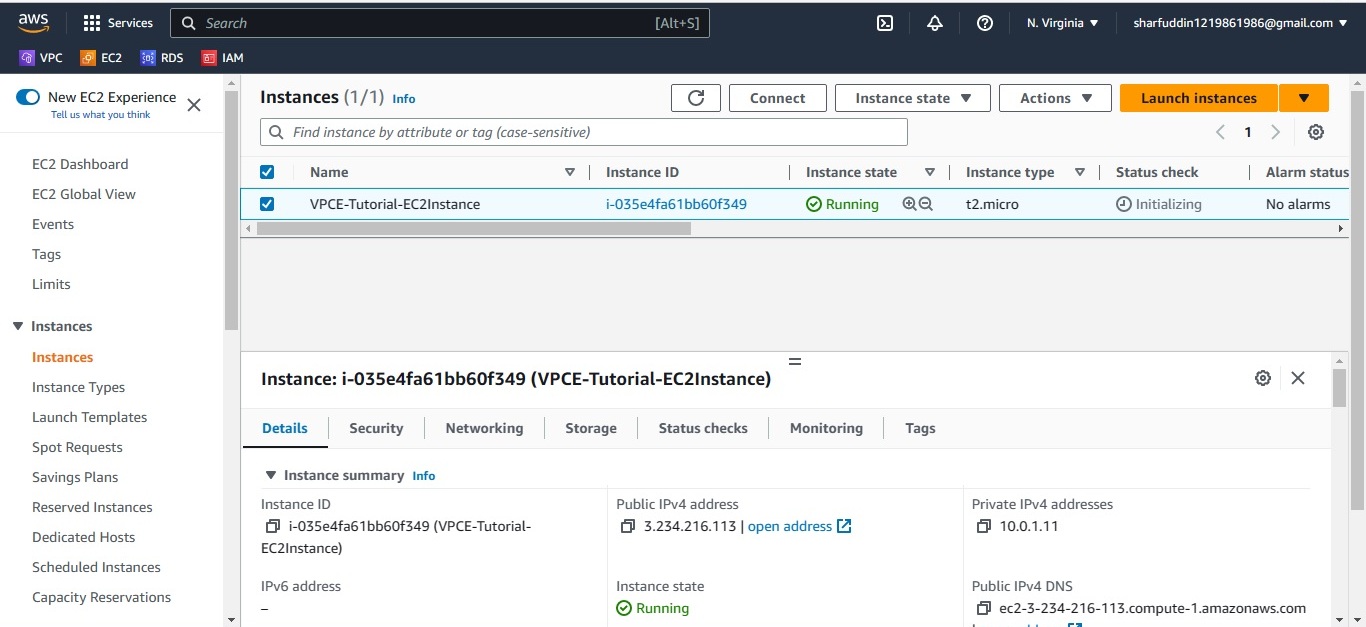 aws Services Search [Alt+S] N. Virginia sharfuddin1219861986@gmail.com
VPC EC2 RDS IAM
New EC2 Experience
Tell us what you think
EC2 Dashboard
EC2 Global View
Events
Tags
Limits
Instances
Instances
Instance Types
Launch Templates
Spot Requests
Savings Plans
Reserved Instances
Dedicated Hosts
Scheduled Instances
Capacity Reservations
Instances (1/1) Info Connect Instance state Actions Launch instances
Find instance by attribute or tag (case-sensitive) 1
Name Instance ID Instance state Instance type Status check Alarm status
VPCE-Tutorial-EC2Instance i-035e4fa61bb60f349 Running t2.micro Initializing No alarms
Instance: i-035e4fa61bb60f349 (VPCE-Tutorial-EC2Instance)
Details Security Networking Storage Status checks Monitoring Tags
Instance summary Info
Instance ID
i-035e4fa61bb60f349 (VPCE-Tutorial-
EC2Instance)
Public IPv4 address
3.234.216.113 | open address
Private IPv4 addresses
10.0.1.11
IPv6 address
–
Instance state
Running
Public IPv4 DNS
ec2-3-234-216-113.compute-1.amazonaws.com